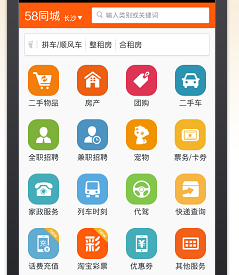 58同城 长沙 输入类别或关键词
拼车/顺风车 整租房 合租房
二手物品 房产 团购 二手车
全职招聘 兼职招聘 宠物 票务/卡券
家政服务 列车时刻 代驾 快递查询
彩
话费充值 淘宝彩票 优惠券 其他服务